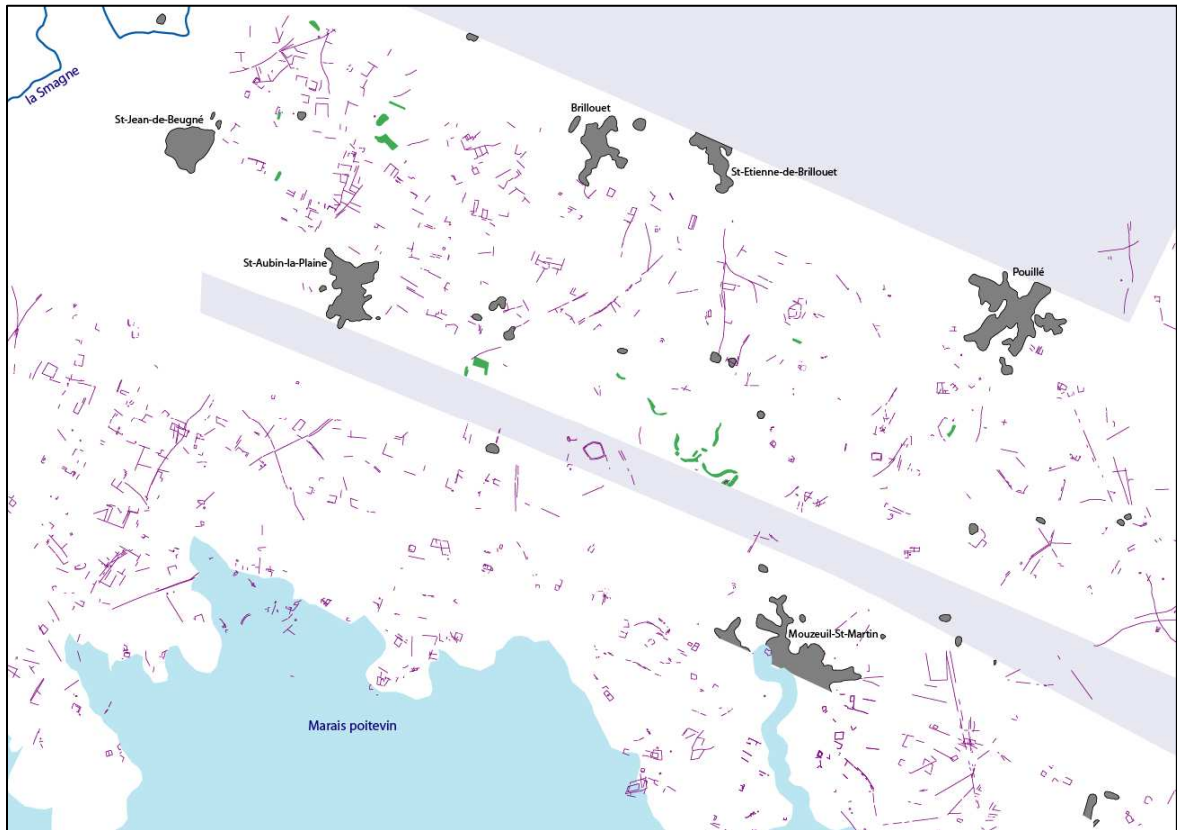 la Smagne
St-Jean-de-Beugné
Brillouet
St-Etienne-de-Brillouet
St-Aubin-la-Plaine
Pouillé
Mouzeuil-St-Martin
Marais poitevin